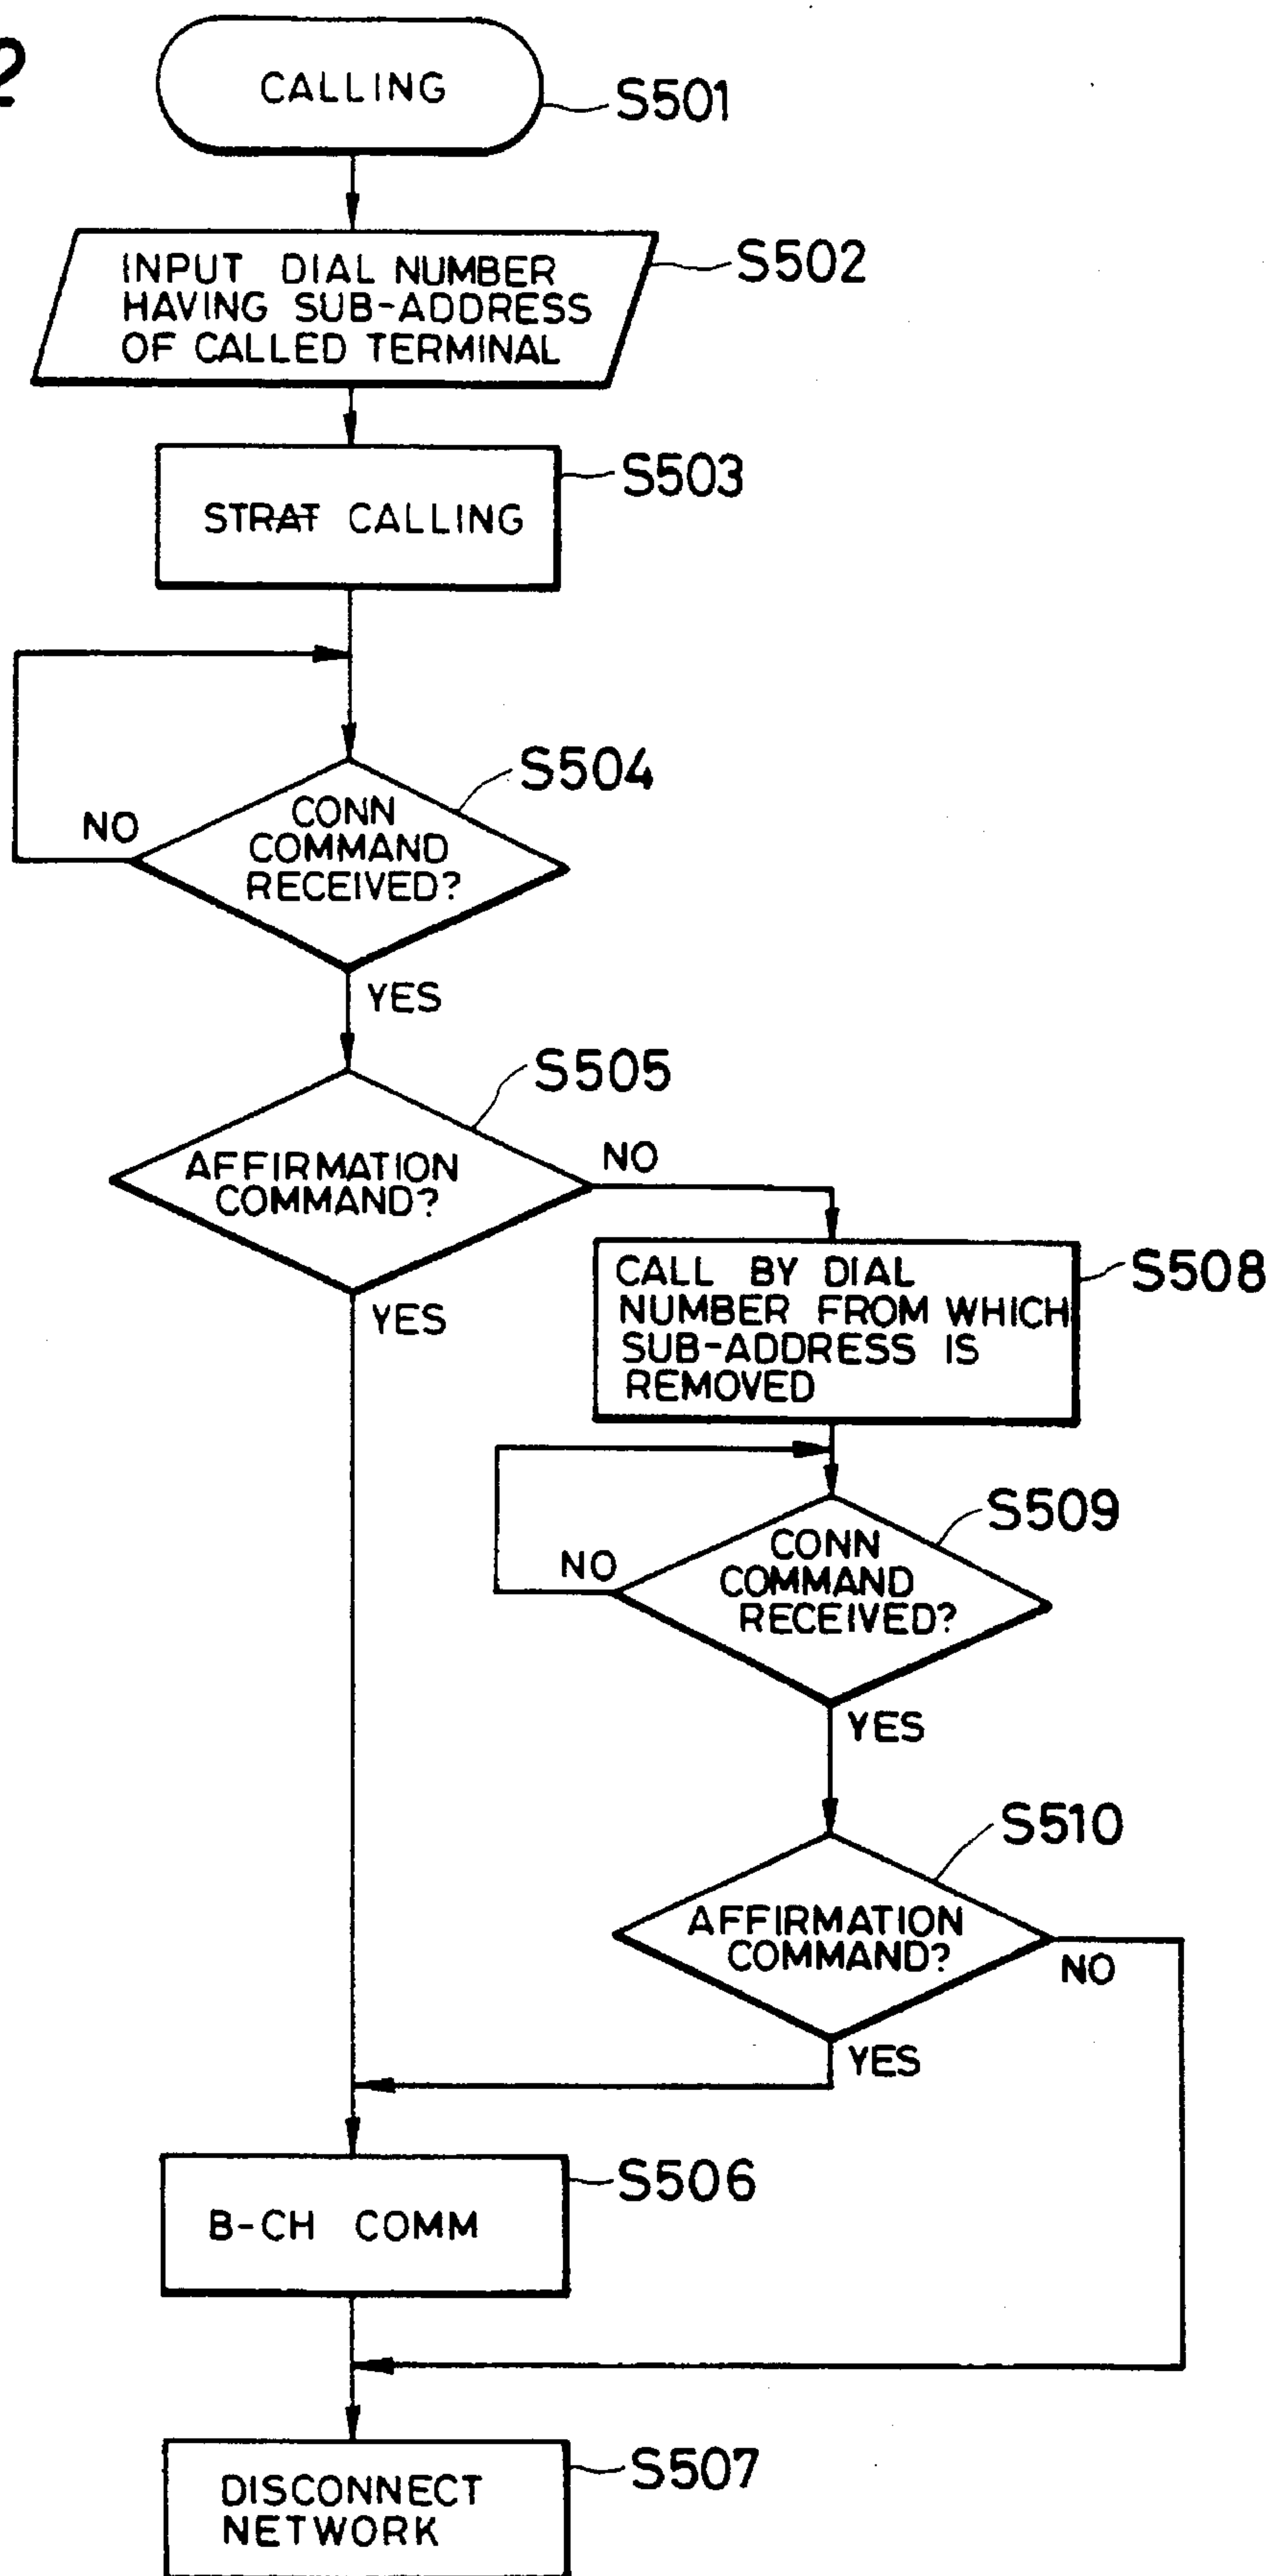 2
CALLING
S501
INPUT DIAL NUMBER
HAVING SUB-ADDRESS
OF CALLED TERMINAL
S502
STRAT CALLING
S503
S504
CONN
COMMAND
RECEIVED?
NO
YES
S505
AFFIRMATION
COMMAND?
NO
YES
CALL BY DIAL
NUMBER FROM WHICH
SUB-ADDRESS IS
REMOVED
S508
S509
CONN
COMMAND
RECEIVED?
NO
YES
S510
AFFIRMATION
COMMAND?
NO
YES
B-CH COMM
S506
DISCONNECT
NETWORK
S507